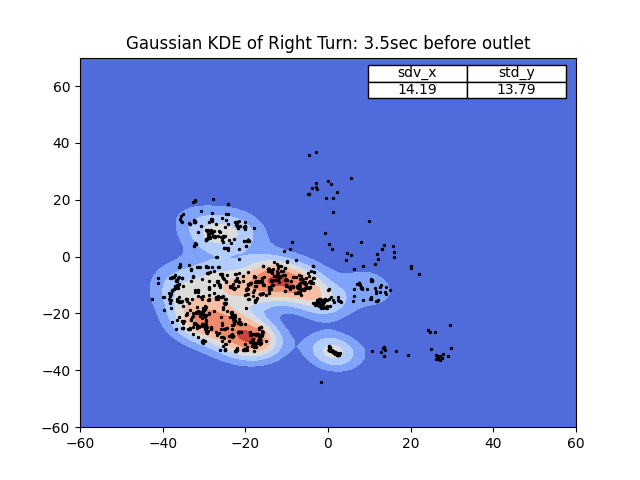 Gaussian KDE of Right Turn: 3.5sec before outlet
sdv_x std_y
14.19 13.79
60
40
20
0
−20
−40
−60
−60 −40 −20 0 20 40 60